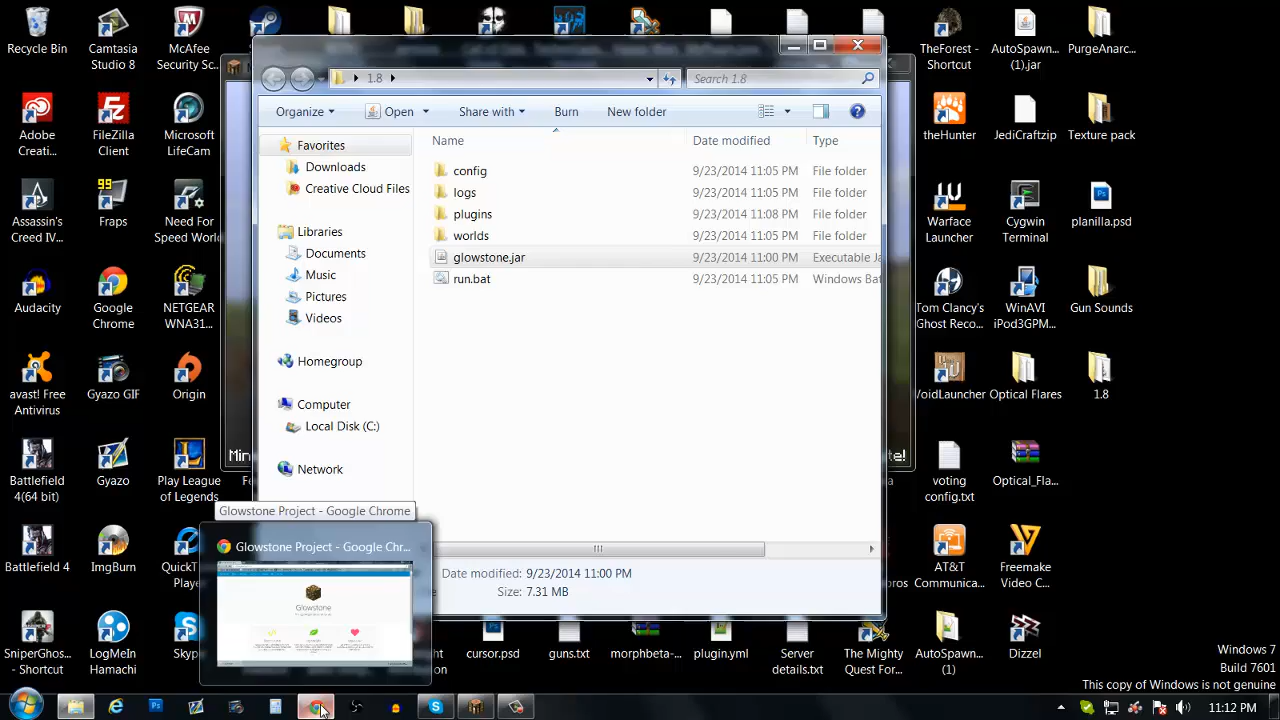 Recycle Bin
Camtasia
Studio 8
McAfee
Security Sc...
TheForest -
Shortcut
AutoSpawn...
(1).jar
PurgeAnarc...
1.8
Search 1.8
Organize
Open
Share with
Burn
New folder
Name
Date modified
Type
Favorites
Downloads
Creative Cloud Files
Libraries
Documents
Music
Pictures
Videos
Homegroup
Computer
Local Disk (C:)
Network
config 9/23/2014 11:05 PM File folder
logs 9/23/2014 11:05 PM File folder
plugins 9/23/2014 11:08 PM File folder
worlds 9/23/2014 11:05 PM File folder
glowstone.jar 9/23/2014 11:00 PM Executable Ja
run.bat 9/23/2014 11:05 PM Windows Bat
Date modified: 9/23/2014 11:00 PM
Size: 7.31 MB
Adobe
Creati...
FileZilla
Client
Microsoft
LifeCam
theHunter
JediCraftzip
Texture pack
Assassin's
Creed IV...
99
Fraps
Need For
Speed World
Warface
Launcher
Cygwin
Terminal
planilla.psd
Audacity
Google
Chrome
NETGEAR
WNA31...
Tom Clancy's
Ghost Reco...
WinAVI
iPod3GPM...
Gun Sounds
avast! Free
Antivirus
Gyazo GIF
Origin
VoidLauncher
Optical Flares
1.8
Battlefield
4(64 bit)
Gyazo
Play League
of Legends
Min
te!
voting
config.txt
Optical_Fla...
Glowstone Project - Google Chrome
Glowstone Project - Google Chr...
Glowstone
Battlefield 4
ImgBurn
QuickT
Player
AT&T
Communica...
Freemake
Video C...
- Shortcut
LogMeIn
Hamachi
Skyp
guns.txt
morphbeta-...
plugin.yml
Server
details.txt
The Mighty
Quest For...
AutoSpawn...
(1)
Dizzel
Windows 7
Build 7601
This copy of Windows is not genuine
11:12 PM